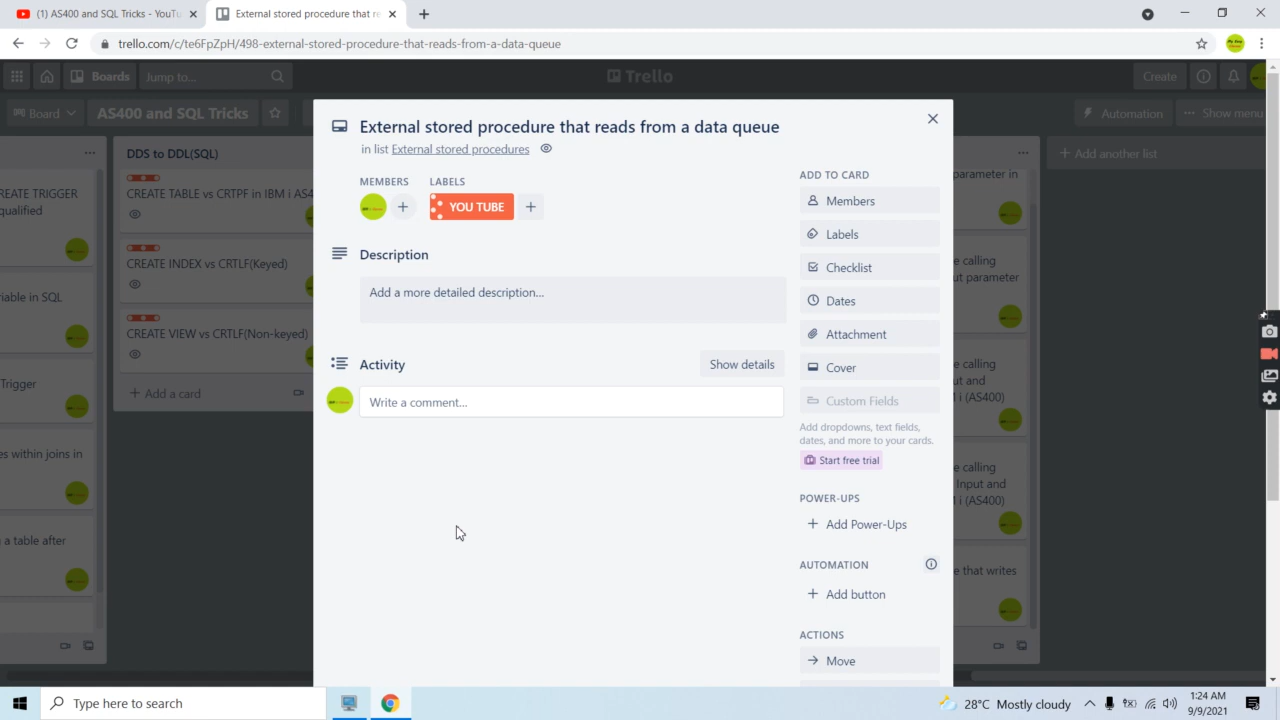 (1) AS400 and SQL Tricks - YouTu
External stored procedure that re
trello.com/c/te6FpZpH/498-external-stored-procedure-that-reads-from-a-data-queue
Boards
Jump to...
Trello
Create
Board
AS400 and SQL Tricks
Automation
Show menu
REATE TRIGGER
qualified
riable in SQL
Trigger
es within joins in
a table after
DDS to DDL(SQL)
CREATE TABLE vs CRTPF in IBM i AS4
CREATE INDEX vs CRTLF(Keyed)
CREATE VIEW vs CRTLF(Non-keyed)
Add a card
External stored procedure that reads from a data queue
in list External stored procedures
MEMBERS
LABELS
YOU TUBE
Description
Add a more detailed description...
Activity
Show details
Write a comment...
ADD TO CARD
Members
Labels
Checklist
Dates
Attachment
Cover
Custom Fields
Add dropdowns, text fields,
dates, and more to your cards.
Start free trial
POWER-UPS
Add Power-Ups
AUTOMATION
Add button
ACTIONS
Move
rameter in
e calling
ut parameter
e calling
ut and
M i (AS400)
e calling
Input and
M i (AS400)
e that writes
Add another list
Type here to search
28°C Mostly cloudy
1:24 AM
9/9/2021